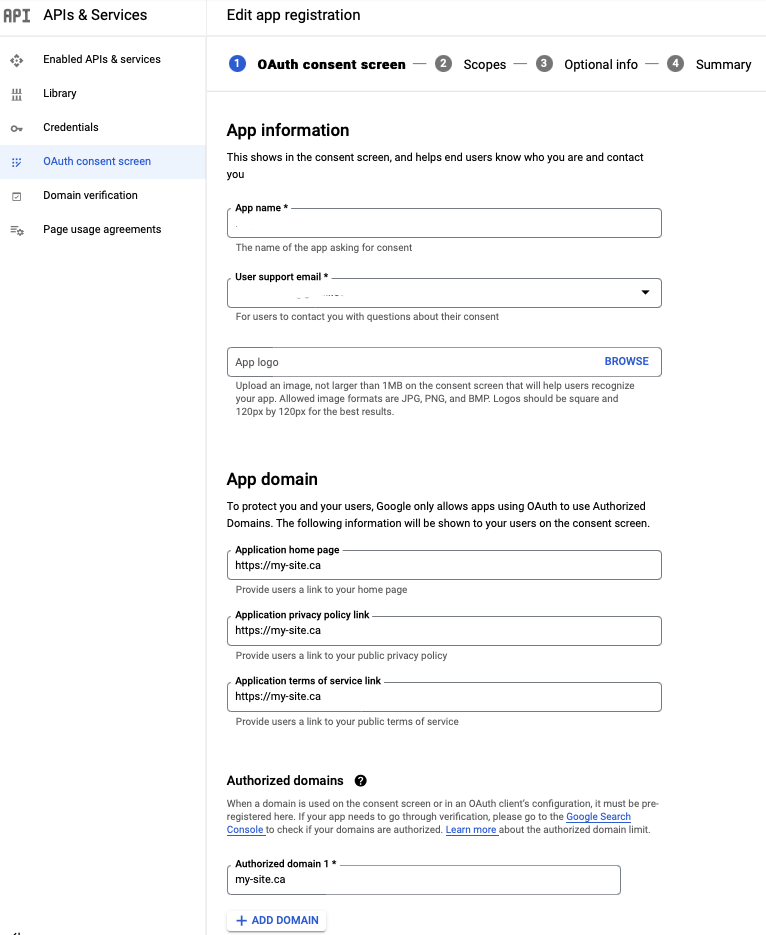 API APIs & Services
Enabled APIs & services
Library
Credentials
OAuth consent screen
Domain verification
Page usage agreements
Edit app registration
1 OAuth consent screen — 2 Scopes — 3 Optional info — 4 Summary
App information
This shows in the consent screen, and helps end users know who you are and contact
you
App name *
The name of the app asking for consent
User support email *
For users to contact you with questions about their consent
App logo BROWSE
Upload an image, not larger than 1MB on the consent screen that will help users recognize
your app. Allowed image formats are JPG, PNG, and BMP. Logos should be square and
120px by 120px for the best results.
App domain
To protect you and your users, Google only allows apps using OAuth to use Authorized
Domains. The following information will be shown to your users on the consent screen.
Application home page
https://my-site.ca
Provide users a link to your home page
Application privacy policy link
https://my-site.ca
Provide users a link to your public privacy policy
Application terms of service link
https://my-site.ca
Provide users a link to your public terms of service
Authorized domains ?
When a domain is used on the consent screen or in an OAuth client's configuration, it must be pre-
registered here. If your app needs to go through verification, please go to the Google Search
Console to check if your domains are authorized. Learn more about the authorized domain limit.
Authorized domain 1 *
my-site.ca
+ ADD DOMAIN